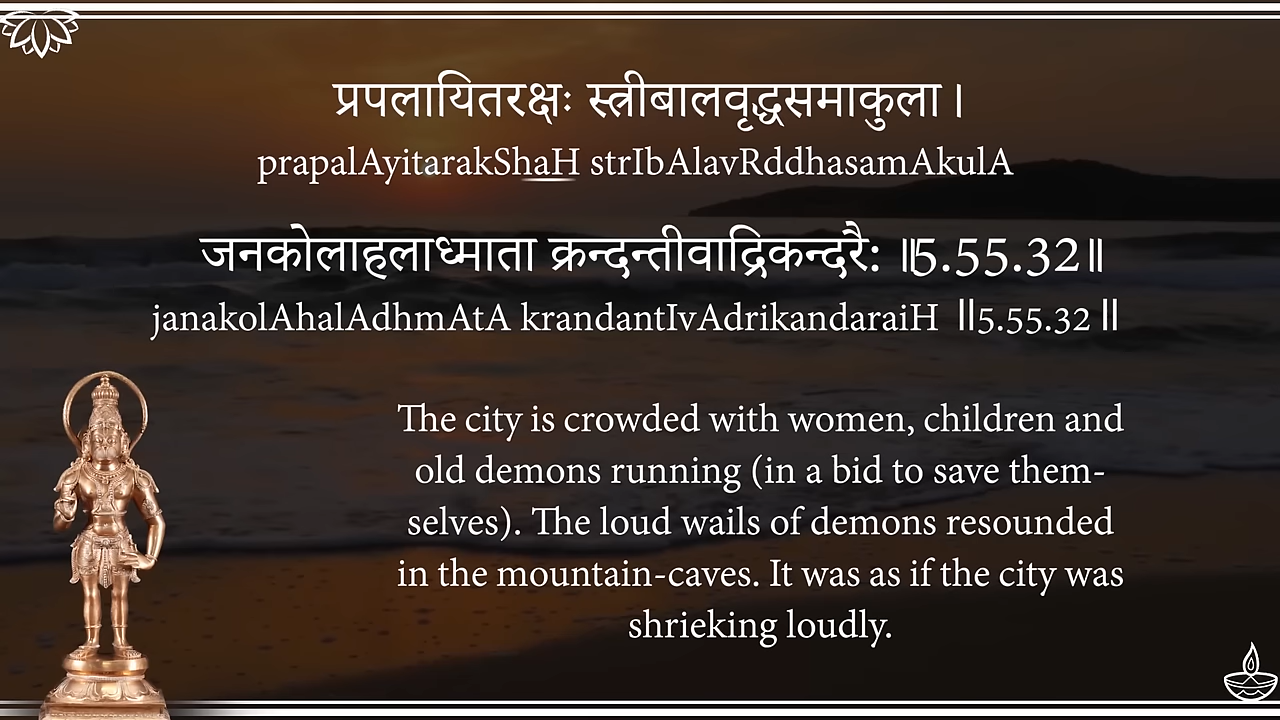 प्रपलायितरक्षः स्त्रीबालवृद्धसमाकुला।
prapalAyitarakShaH strIbAlavRddhasamAkulA
जनकोलाहलाध्माता क्रन्दन्तीवाद्रिकन्दरै: ॥5.55.32॥
janakolAhalAdhmAtA krandantIvAdrikandaraiH ॥5.55.32॥
The city is crowded with women, children and
old demons running (in a bid to save them-
selves). The loud wails of demons resounded
in the mountain-caves. It was as if the city was
shrieking loudly.